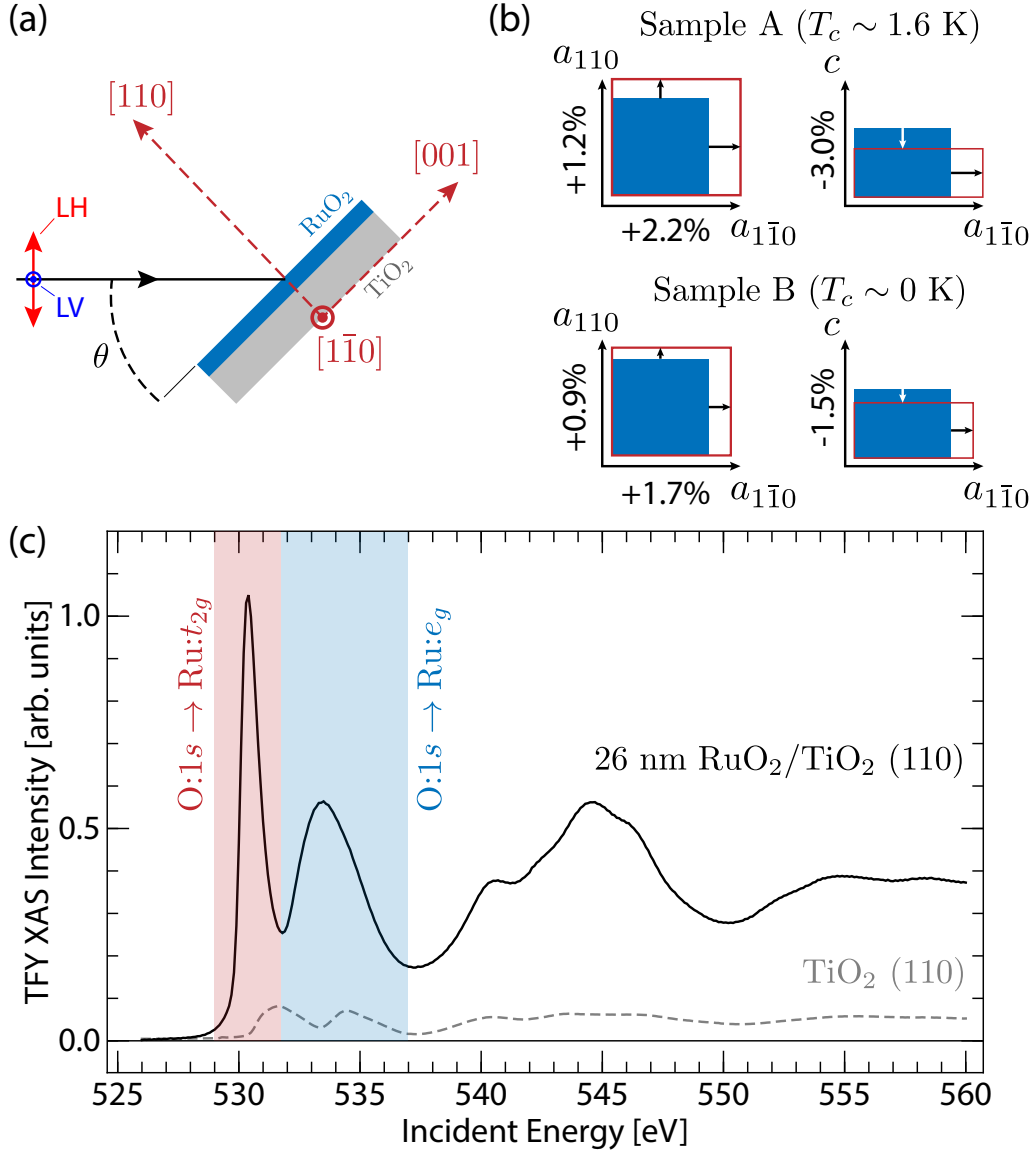 (a)
[110]
[001]
LH
LV
RuO₂
TiO₂
θ
[11̅0]
(b)
Sample A (T_c ∼ 1.6 K)
a₁₁₀
+1.2%
+2.2%
a₁₁̅₀
c
-3.0%
a₁₁̅₀
Sample B (T_c ∼ 0 K)
a₁₁₀
+0.9%
+1.7%
a₁₁̅₀
c
-1.5%
a₁₁̅₀
(c)
TFY XAS Intensity [arb. units]
1.0
0.5
0.0
O:1s → Ru:t₂g
O:1s → Ru:e_g
26 nm RuO₂/TiO₂ (110)
TiO₂ (110)
525 530 535 540 545 550 555 560
Incident Energy [eV]